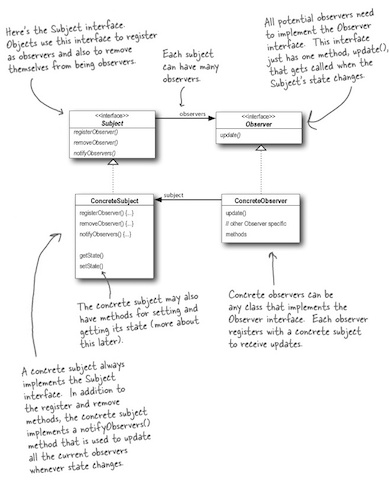 Here's the Subject interface.
Objects use this interface to register
as observers and also to remove
themselves from being observers.
Each subject
can have many
observers.
All potential observers need
to implement the Observer
interface. This interface
just has one method, update(),
that gets called when the
Subject's state changes.
<<interface>>
Subject
registerObserver()
removeObserver()
notifyObservers()
observers
<<interface>>
Observer
update()
ConcreteSubject
registerObserver() {...}
removeObserver() {...}
notifyObservers() {...}
getState()
setState()
subject
ConcreteObserver
update()
// other Observer specific
methods
The concrete subject may also
have methods for setting and
getting its state (more about
this later).
Concrete observers can be
any class that implements the
Observer interface. Each observer
registers with a concrete subject
to receive updates.
A concrete subject always
implements the Subject
interface. In addition to
the register and remove
methods, the concrete subject
implements a notifyObservers()
method that is used to update
all the current observers
whenever state changes.